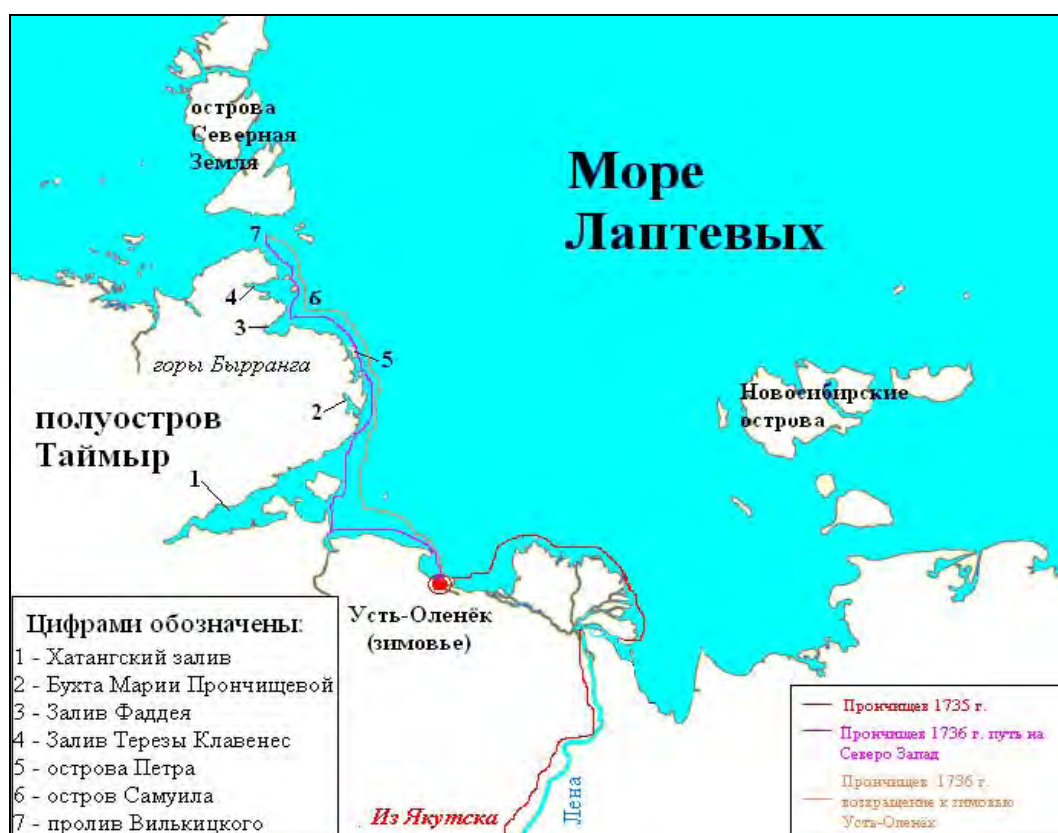 острова
Северная
Земля
Море
Лаптевых
7
6
4
3
5
горы Бырранга
2
Новосибирские
острова
полуостров
Таймыр
1
Усть-Оленёк
(зимовье)
Цифрами обозначены:
1 - Хатангский залив
2 - Бухта Марии Прончищевой
3 - Залив Фаддея
4 - Залив Терезы Клавенес
5 - острова Петра
6 - остров Самуила
7 - пролив Вилькицкого
Из Якутска
Лена
Прончищев 1735 г.
Прончищев 1736 г. путь на
Северо Запад
Прончищев 1736 г.
возвращение к зимовью
Усть-Оленёк